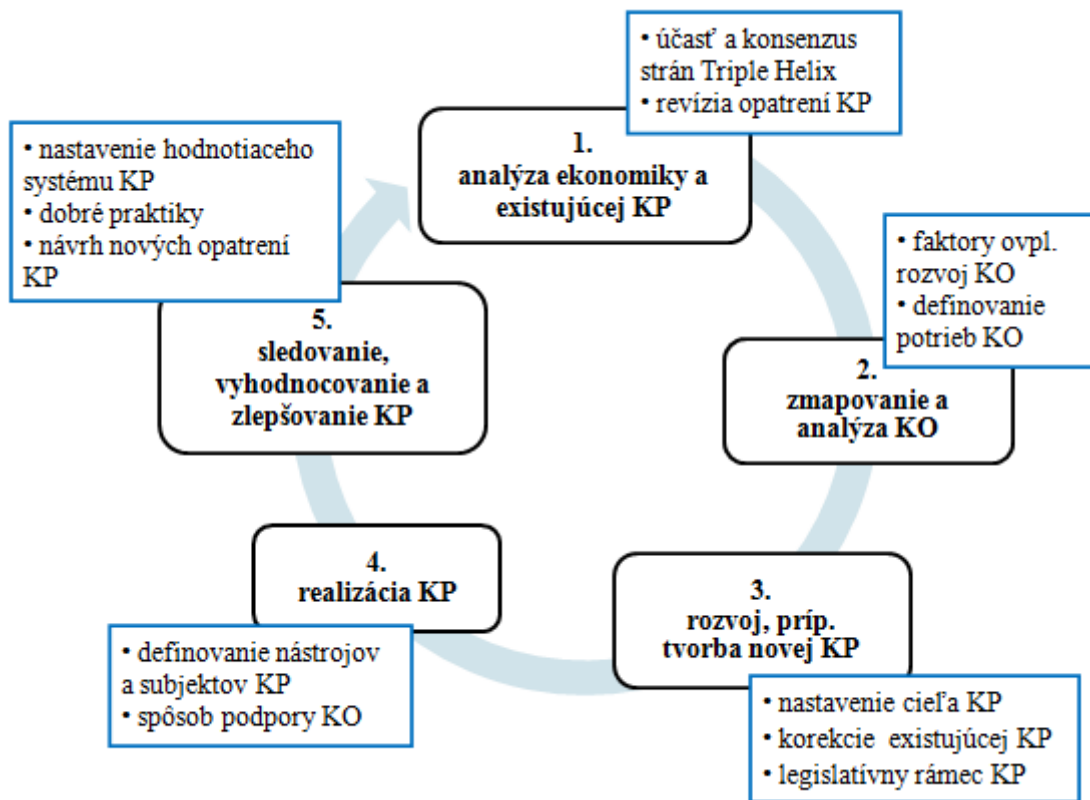 • účasť a konsenzus
strán Triple Helix
• revízia opatrení KP
1.
analýza ekonomiky a
existujúcej KP
• faktory ovpl.
rozvoj KO
• definovanie
potrieb KO
2.
zmapovanie a
analýza KO
3.
rozvoj, príp.
tvorba novej KP
• nastavenie cieľa KP
• korekcie existujúcej KP
• legislatívny rámec KP
4.
realizácia KP
• definovanie nástrojov
a subjektov KP
• spôsob podpory KO
• nastavenie hodnotiaceho
systému KP
• dobré praktiky
• návrh nových opatrení
KP
5.
sledovanie,
vyhodnocovanie a
zlepšovanie KP